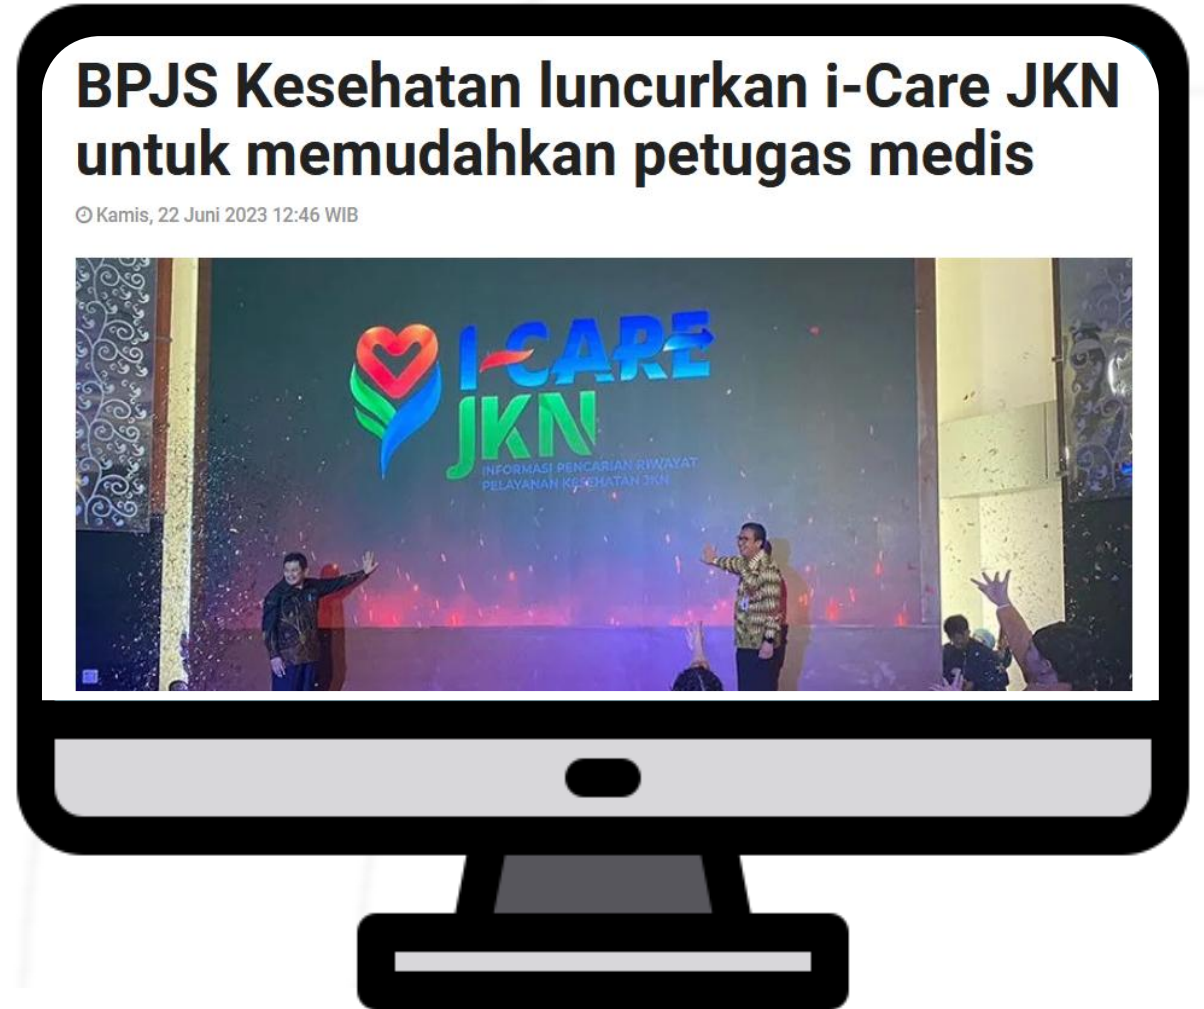 BPJS Kesehatan luncurkan i-Care JKN
untuk memudahkan petugas medis
Kamis, 22 Juni 2023 12:46 WIB
I-CARE
JKN
INFORMASI PENCARIAN RIWAYAT
PELAYANAN KESEHATAN JKN